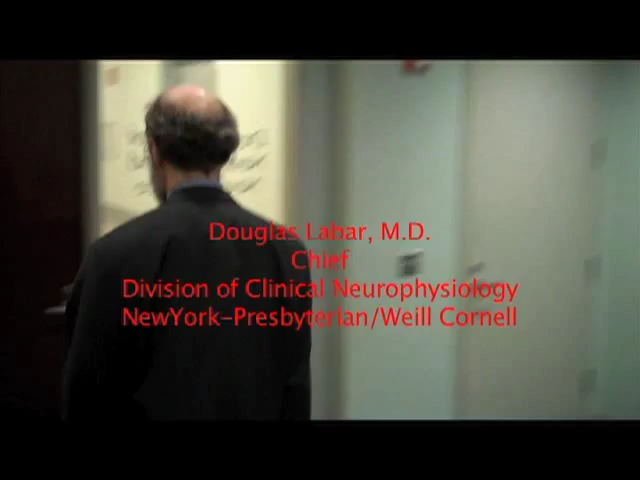 Douglas Labar, M.D.
Chief
Division of Clinical Neurophysiology
NewYork-Presbyterian/Weill Cornell